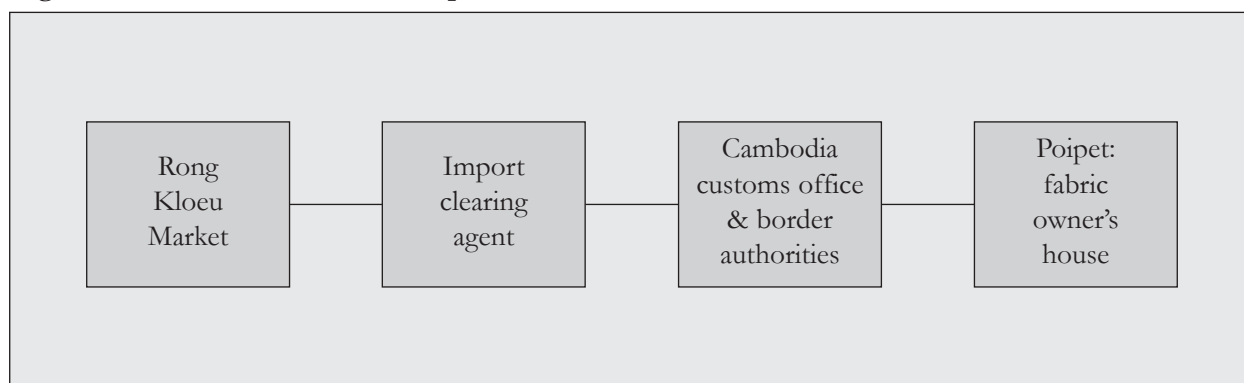 Rong
Kloeu
Market
Import
clearing
agent
Cambodia
customs office
& border
authorities
Poipet:
fabric
owner's
house